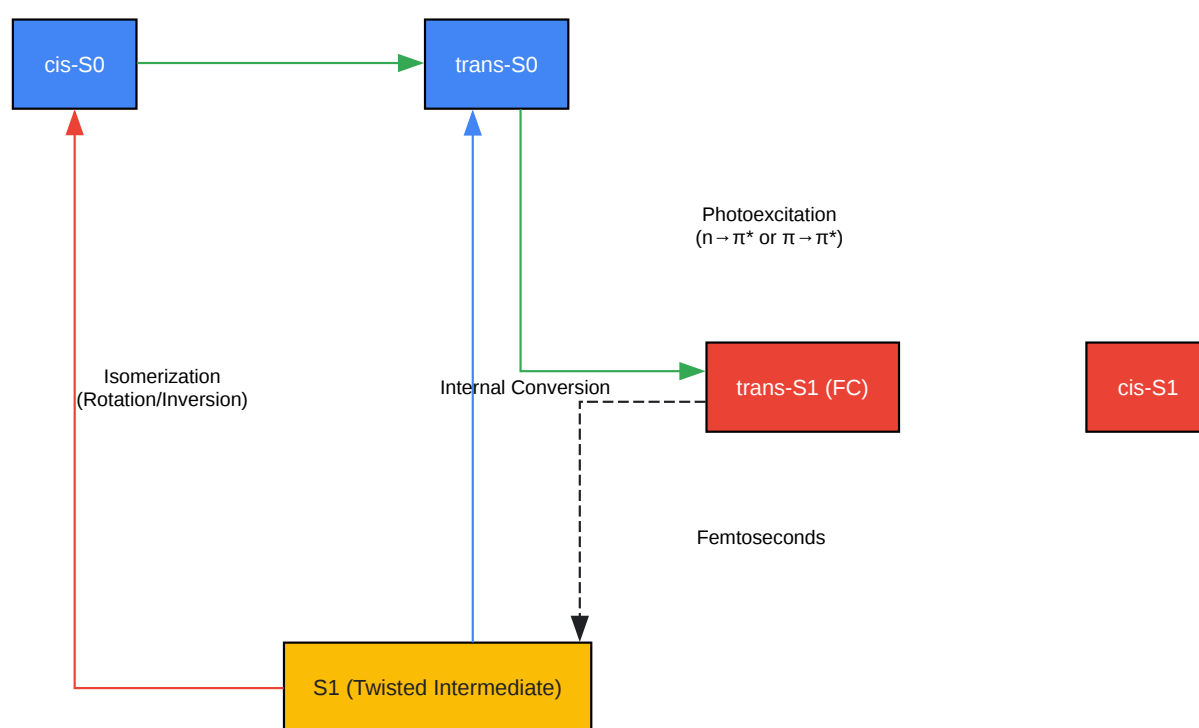 cis-S0
trans-S0
Photoexcitation
(n→π* or π→π*)
Isomerization
(Rotation/Inversion)
Internal Conversion
trans-S1 (FC)
cis-S1
Femtoseconds
S1 (Twisted Intermediate)